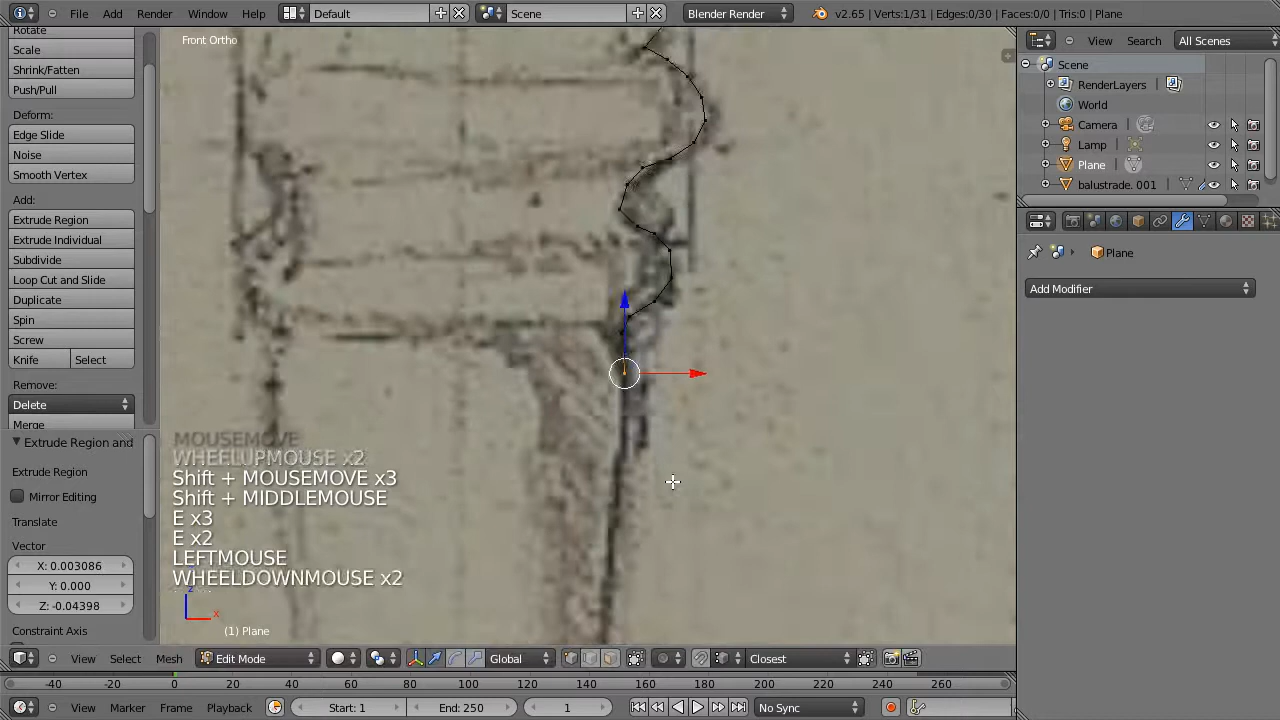 File Add Render Window Help Default Scene Blender Render v2.65 | Verts:1/31 | Edges:0/30 | Faces:0/0 | Tris:0 | Plane
Rotate
Scale
Shrink/Fatten
Push/Pull
Deform:
Edge Slide
Noise
Smooth Vertex
Add:
Extrude Region
Extrude Individual
Subdivide
Loop Cut and Slide
Duplicate
Spin
Screw
Knife Select
Remove:
Delete
Merge
Extrude Region and
Extrude Region
Mirror Editing
Translate
Vector
X: 0.003086
Y: 0.000
Z: -0.04398
Constraint Axis
Front Ortho
MOUSEMOVE
WHEELUPMOUSE x2
Shift + MOUSEMOVE x3
Shift + MIDDLEMOUSE
E x3
E x2
LEFTMOUSE
WHEELDOWNMOUSE x2
z
x
(1) Plane
View Search All Scenes
Scene
RenderLayers
World
Camera
Lamp
Plane
balustrade. 001
Plane
Add Modifier
View Select Mesh Edit Mode Global Closest
-40 -20 0 20 40 60 80 100 120 140 160 180 200 220 240 260
View Marker Frame Playback Start: 1 End: 250 1 No Sync